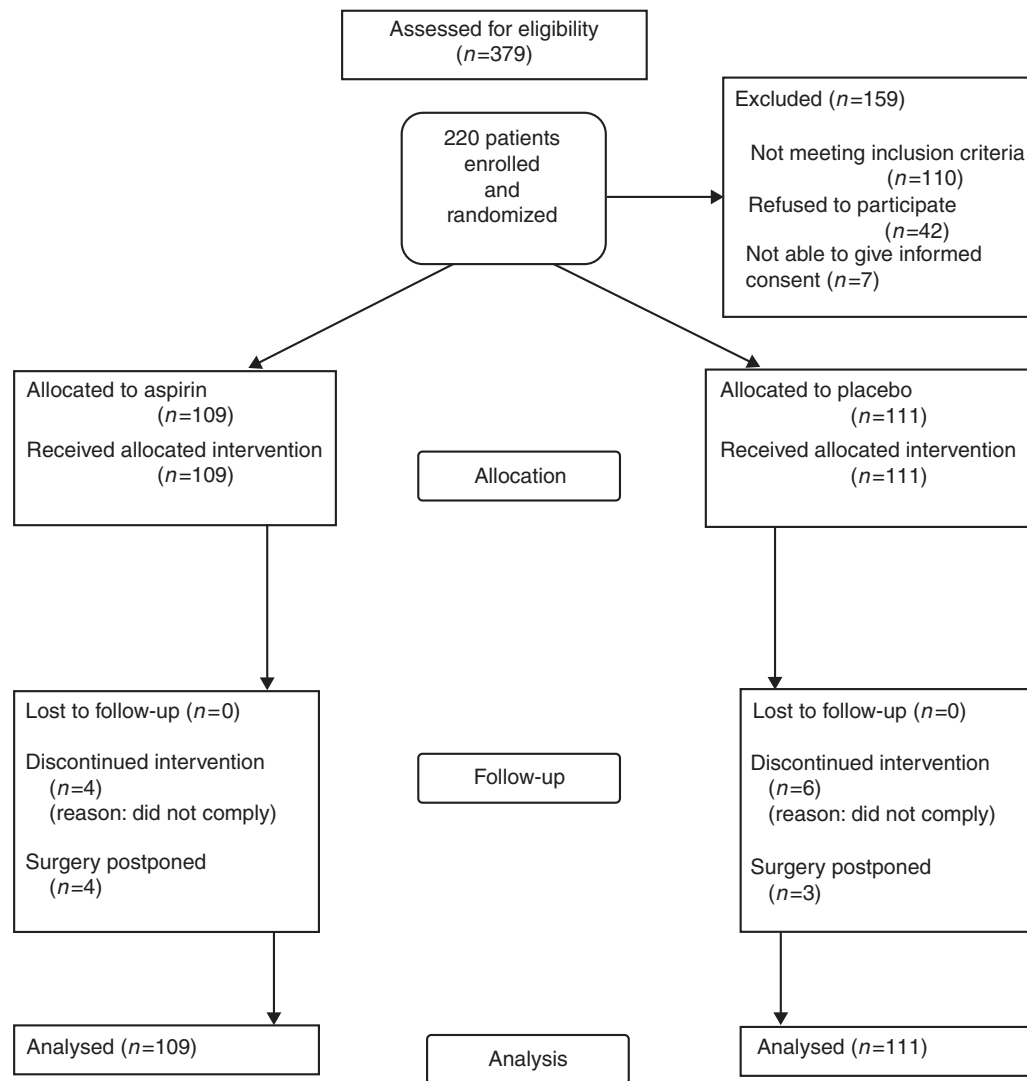 Assessed for eligibility
(n=379)
220 patients
enrolled
and
randomized
Excluded (n=159)
Not meeting inclusion criteria
(n=110)
Refused to participate
(n=42)
Not able to give informed
consent (n=7)
Allocated to aspirin
(n=109)
Received allocated intervention
(n=109)
Allocation
Allocated to placebo
(n=111)
Received allocated intervention
(n=111)
Lost to follow-up (n=0)
Discontinued intervention
(n=4)
(reason: did not comply)
Surgery postponed
(n=4)
Follow-up
Lost to follow-up (n=0)
Discontinued intervention
(n=6)
(reason: did not comply)
Surgery postponed
(n=3)
Analysed (n=109)
Analysis
Analysed (n=111)